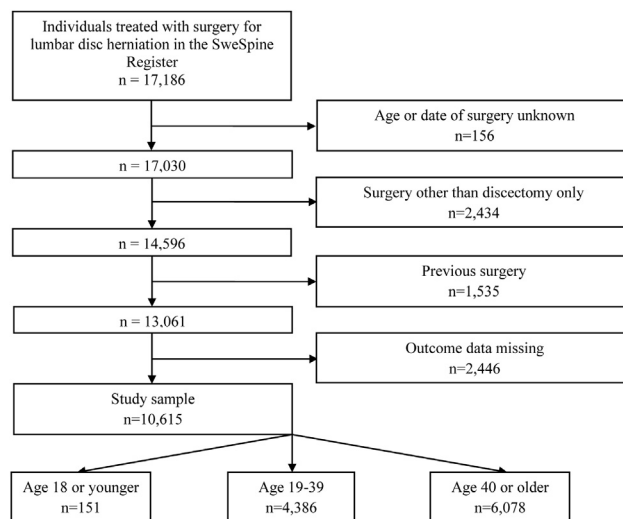 Individuals treated with surgery for
lumbar disc herniation in the SweSpine
Register
n = 17,186
Age or date of surgery unknown
n=156
n = 17,030
Surgery other than discectomy only
n=2,434
n = 14,596
Previous surgery
n=1,535
n = 13.061
Outcome data missing
n=2,446
Study sample
n=10,615
Age 18 or younger
n=151
Age 19-39
n=4,386
Age 40 or older
n=6,078